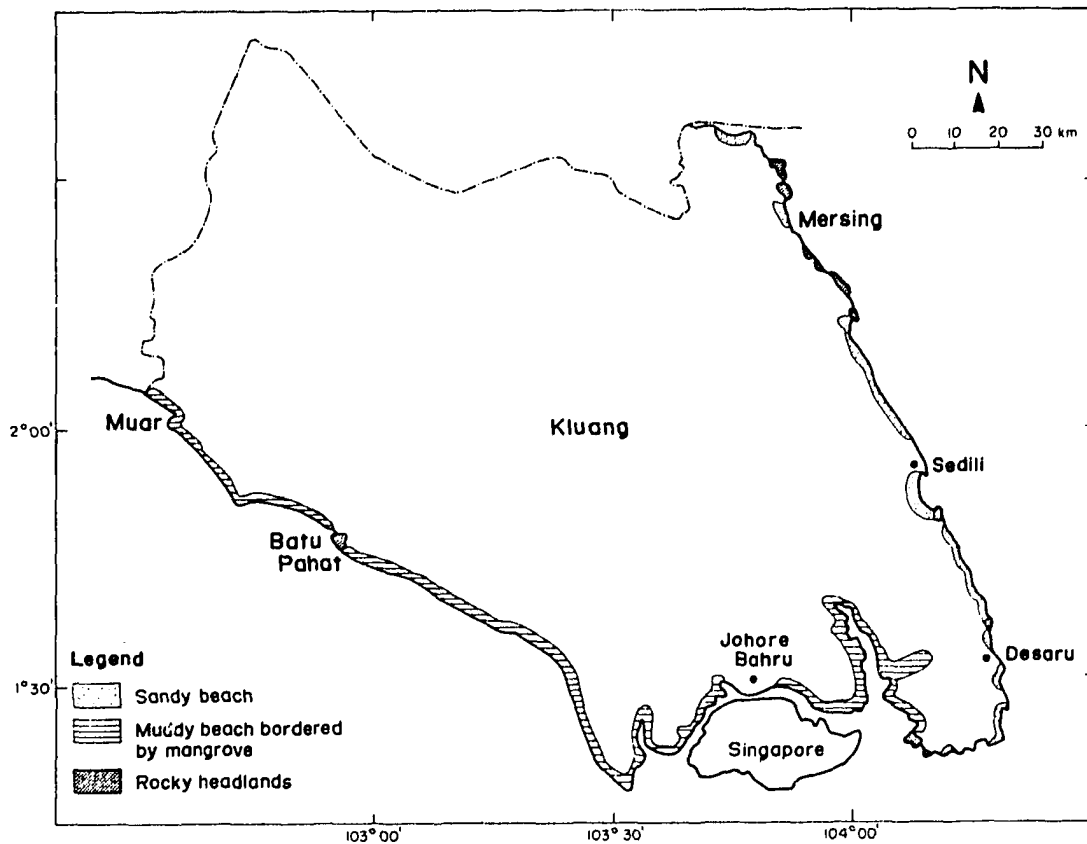 N
0 10 20 30 km
Mersing
Muar
2°00'
Kluang
Sedili
Batu
Pahat
Johore
Bahru
Desaru
Legend
1°30'
Sandy beach
Muddy beach bordered
by mangrove
Singapore
Rocky headlands
103°00'
103°30'
104°00'